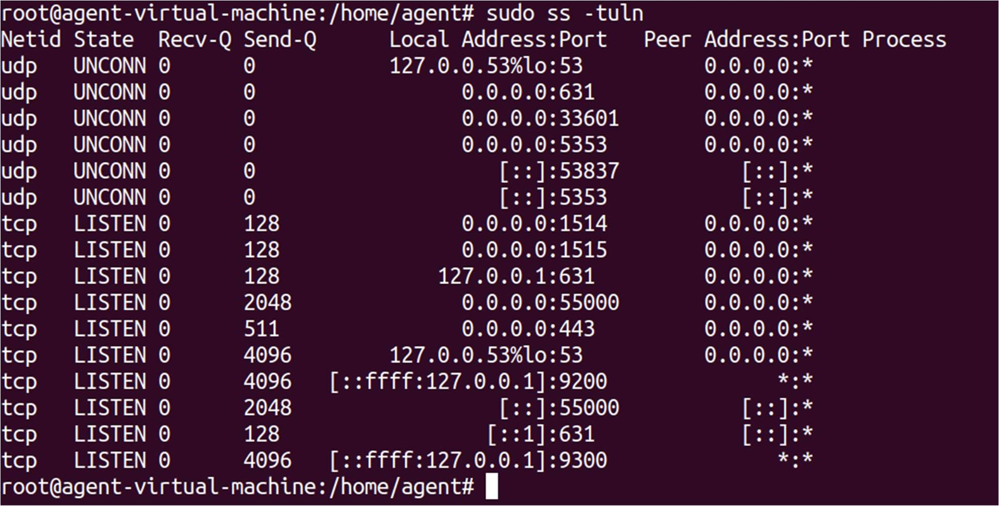 root@agent-virtual-machine:/home/agent# sudo ss -tuln
Netid State  Recv-Q Send-Q      Local Address:Port   Peer Address:Port Process
udp   UNCONN 0      0           127.0.0.53%lo:53          0.0.0.0:*
udp   UNCONN 0      0                 0.0.0.0:631         0.0.0.0:*
udp   UNCONN 0      0                 0.0.0.0:33601       0.0.0.0:*
udp   UNCONN 0      0                 0.0.0.0:5353        0.0.0.0:*
udp   UNCONN 0      0                    [::]:53837          [::]:*
udp   UNCONN 0      0                    [::]:5353           [::]:*
tcp   LISTEN 0      128               0.0.0.0:1514        0.0.0.0:*
tcp   LISTEN 0      128               0.0.0.0:1515        0.0.0.0:*
tcp   LISTEN 0      128             127.0.0.1:631         0.0.0.0:*
tcp   LISTEN 0      2048              0.0.0.0:55000       0.0.0.0:*
tcp   LISTEN 0      511               0.0.0.0:443         0.0.0.0:*
tcp   LISTEN 0      4096        127.0.0.53%lo:53          0.0.0.0:*
tcp   LISTEN 0      4096   [::ffff:127.0.0.1]:9200              *:*
tcp   LISTEN 0      2048                 [::]:55000          [::]:*
tcp   LISTEN 0      128                 [::1]:631            [::]:*
tcp   LISTEN 0      4096   [::ffff:127.0.0.1]:9300              *:*
root@agent-virtual-machine:/home/agent#